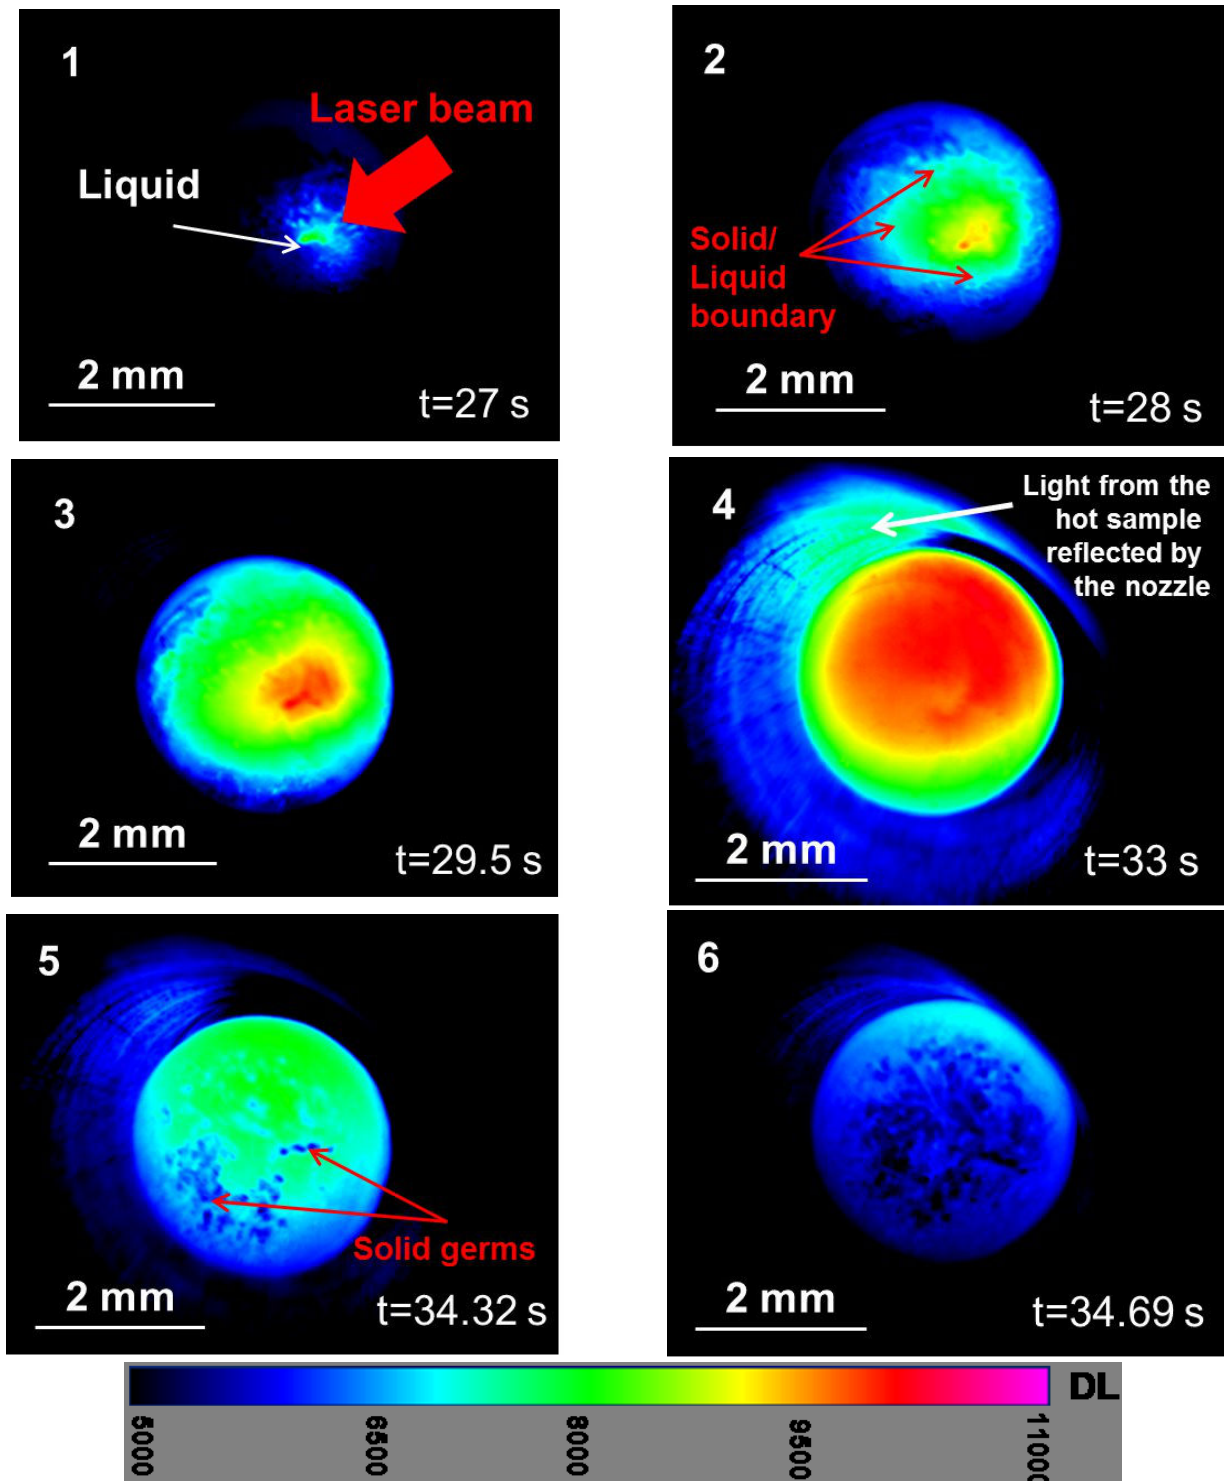 1
Laser beam
Liquid
2 mm
t=27 s
2
Solid/
Liquid
boundary
2 mm
t=28 s
3
2 mm
t=29.5 s
4
Light from the
hot sample
reflected by
the nozzle
2 mm
t=33 s
5
Solid germs
2 mm
t=34.32 s
6
2 mm
t=34.69 s
DL
5000
6500
8000
9500
11000